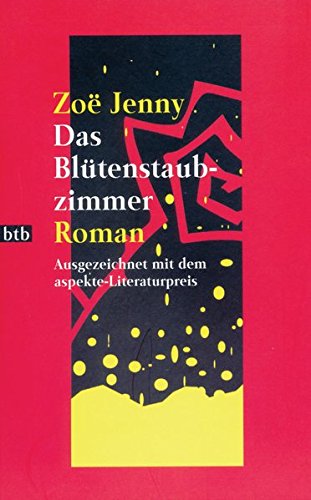 Zoë Jenny
Das
Blütenstaub-
zimmer
btb
Roman
Ausgezeichnet mit dem
aspekte-Literaturpreis